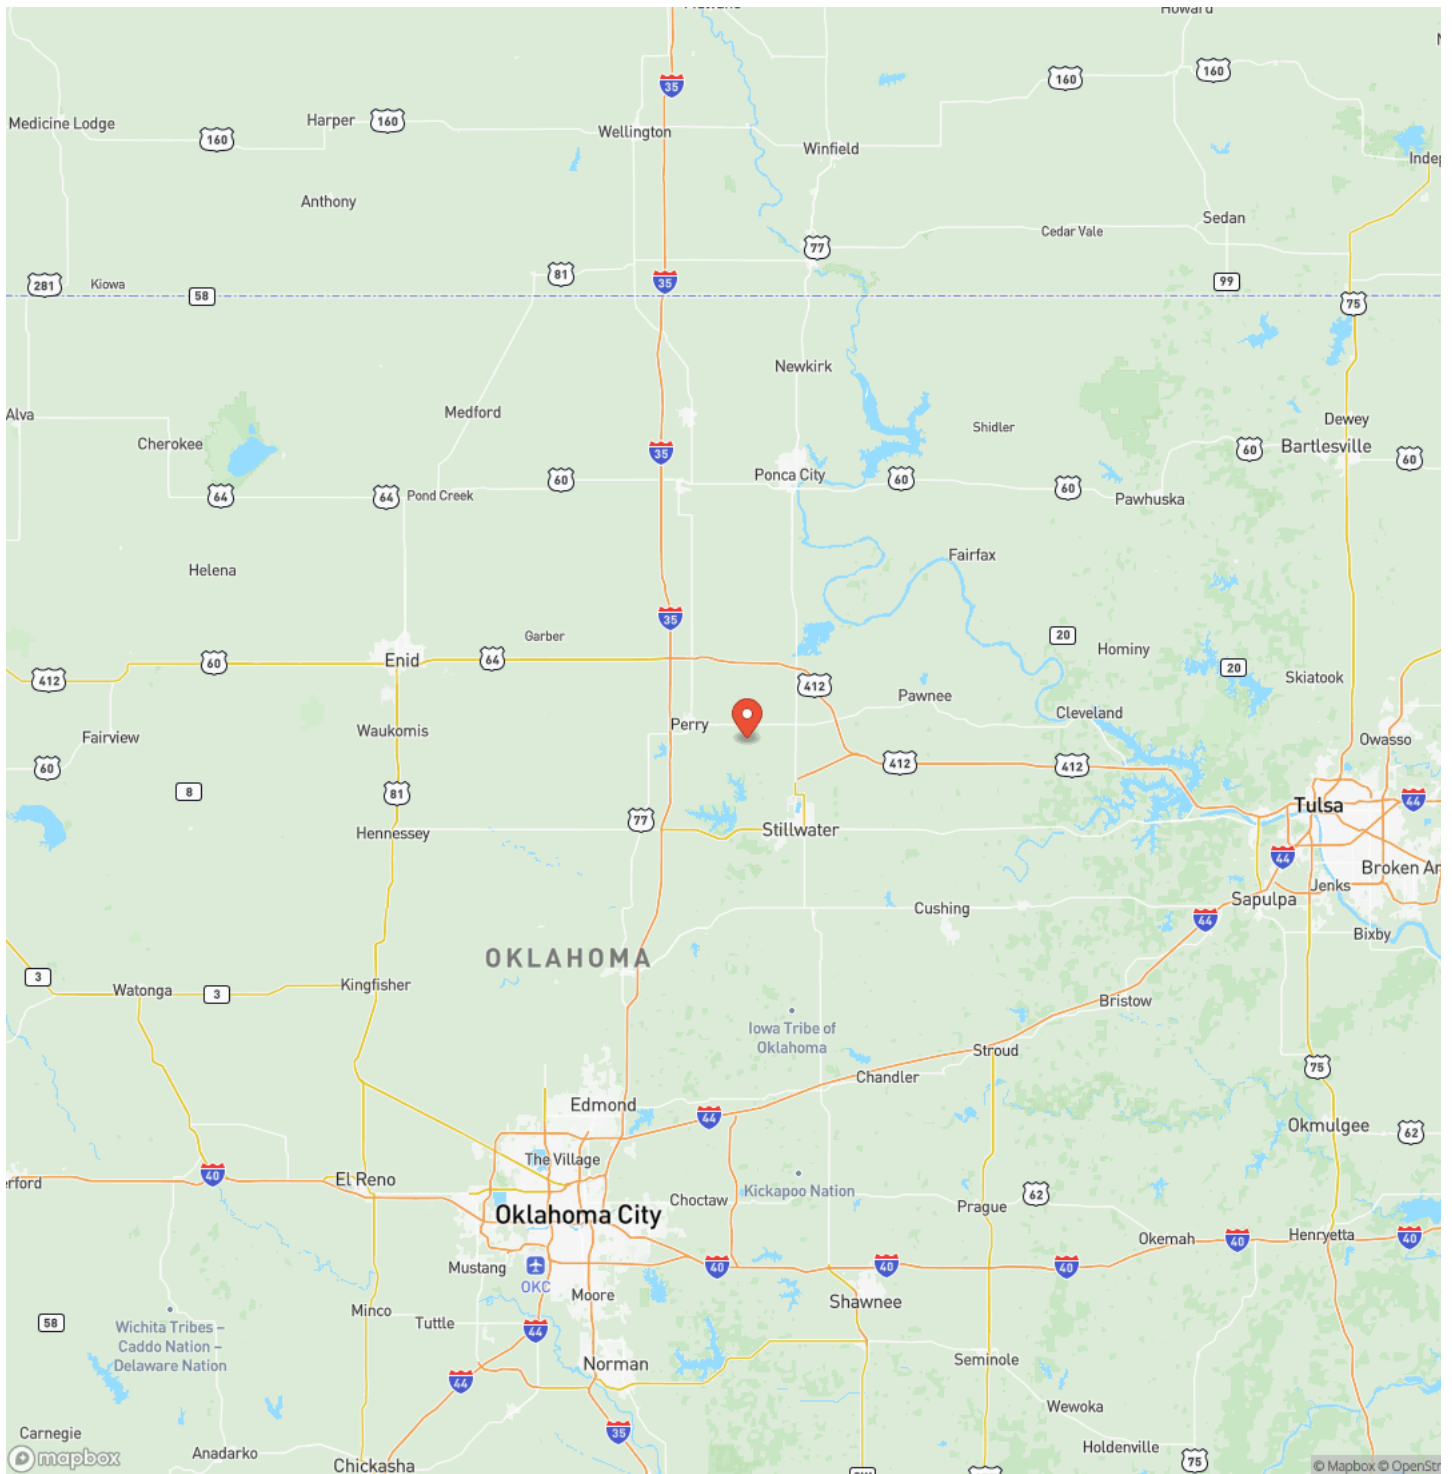 Howard
160
160
35
Medicine Lodge
Harper
160
160
Wellington
Winfield
Anthony
Sedan
Cedar Vale
77
281
Kiowa
58
81
35
99
75
Newkirk
Alva
Medford
Cherokee
Shidler
Dewey
Bartlesville
35
60
60
Ponca City
60
60
60
64
64
Pond Creek
Pawhuska
Fairfax
Helena
35
Garber
20
Hominy
Enid
64
60
412
20
Skiatook
412
Pawnee
Perry
Cleveland
Waukomis
Fairview
Owasso
60
412
412
8
81
77
Tulsa
44
Hennessey
Stillwater
44
Broken Ar
Jenks
Sapulpa
Cushing
44
Bixby
OKLAHOMA
3
Watonga
3
Kingfisher
Bristow
Iowa Tribe of
Oklahoma
Stroud
75
Chandler
Edmond
44
Okmulgee
62
The Village
40
El Reno
erford
Kickapoo Nation
Choctaw
62
Prague
Oklahoma City
Okemah
40
Henryetta
40
Mustang
OKC
40
40
40
Moore
Shawnee
Minco
Tuttle
58
Wichita Tribes –
Caddo Nation –
Delaware Nation
44
Norman
Seminole
44
Wewoka
35
Carnegie
Anadarko
Holdenville
75
Chickasha
mapbox
© Mapbox © OpenStr